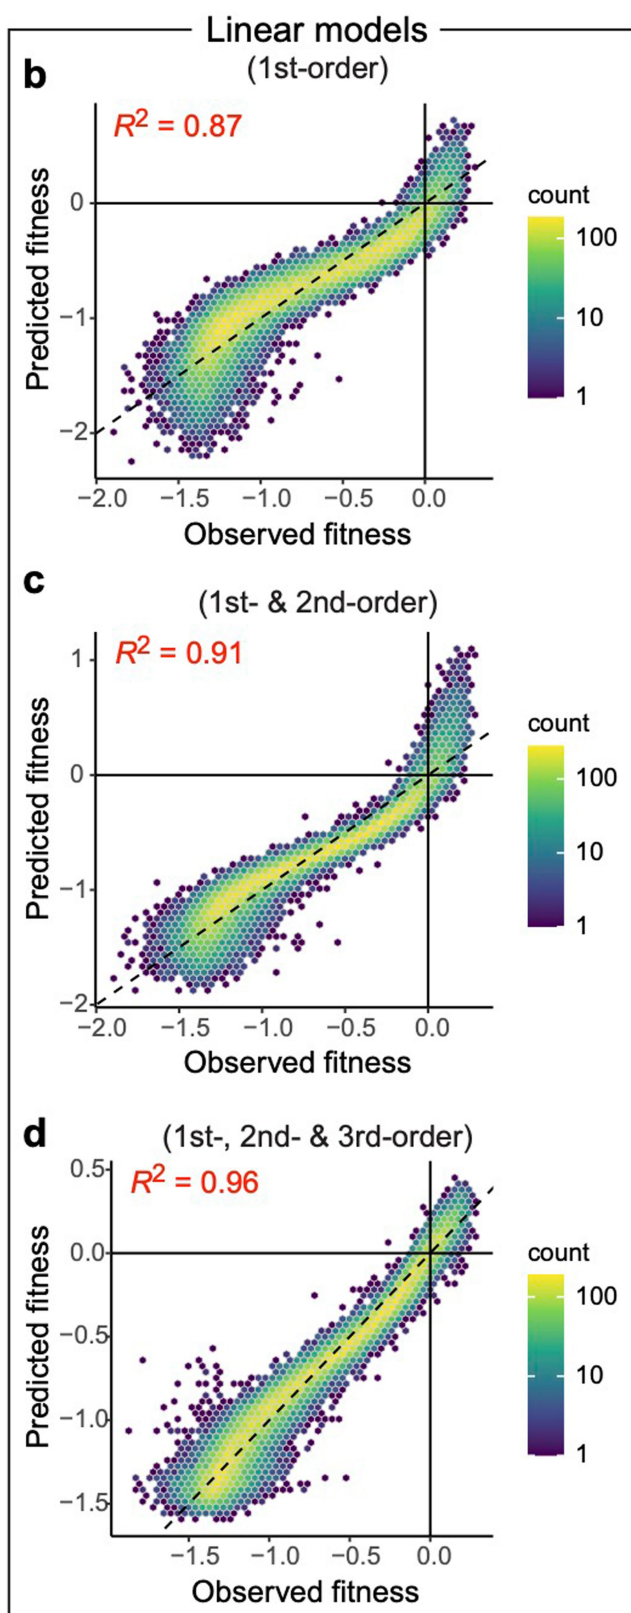 Linear models
b
(1st-order)
R² = 0.87
Predicted fitness
0
−1
−2
−2.0 −1.5 −1.0 −0.5 0.0
Observed fitness
count
100
10
1
c
(1st- & 2nd-order)
R² = 0.91
Predicted fitness
1
0
−1
−2
−2.0 −1.5 −1.0 −0.5 0.0
Observed fitness
count
100
10
1
d
(1st-, 2nd- & 3rd-order)
R² = 0.96
Predicted fitness
0.5
0.0
−0.5
−1.0
−1.5
−1.5 −1.0 −0.5 0.0
Observed fitness
count
100
10
1